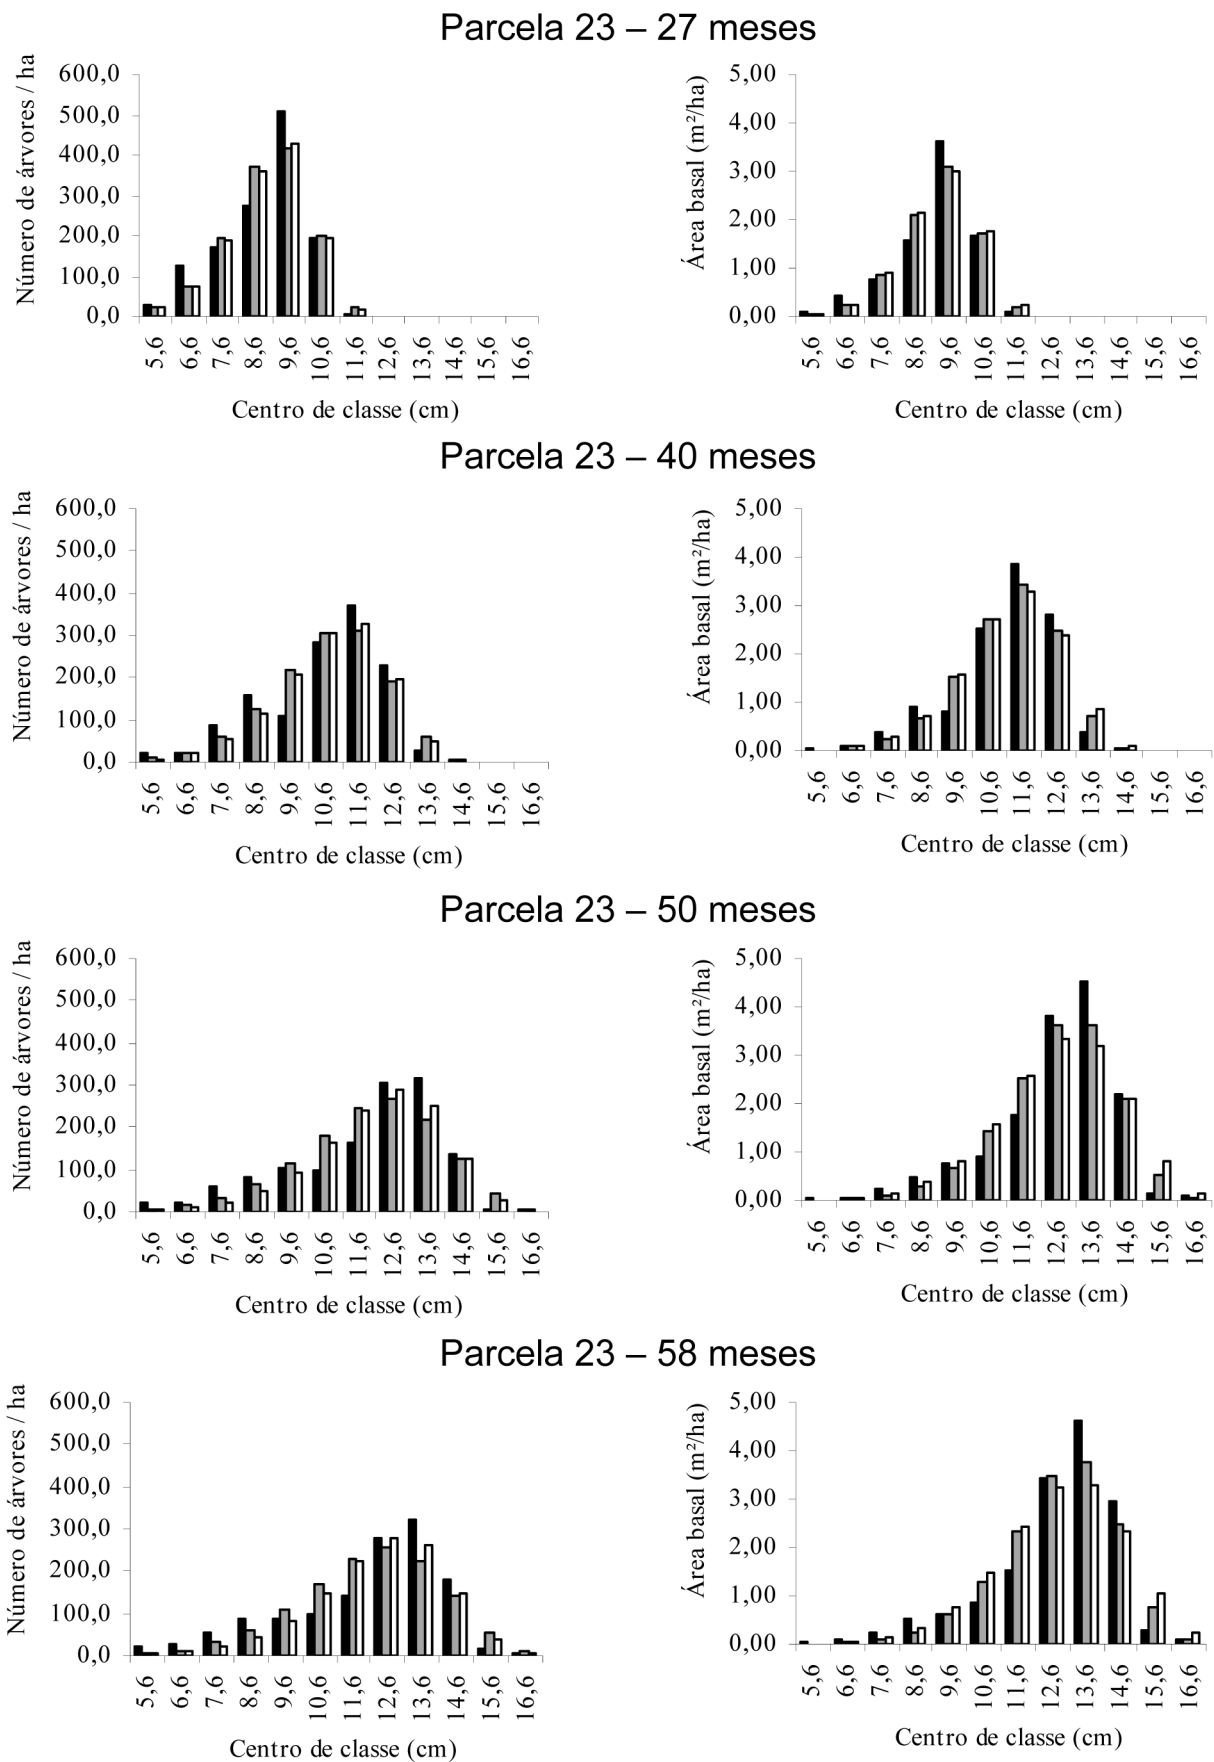 Parcela 23 – 27 meses
Número de árvores / ha
600,0
500,0
400,0
300,0
200,0
100,0
0,0
5,6 6,6 7,6 8,6 9,6 10,6 11,6 12,6 13,6 14,6 15,6 16,6
Centro de classe (cm)
Área basal (m²/ha)
5,00
4,00
3,00
2,00
1,00
0,00
5,6 6,6 7,6 8,6 9,6 10,6 11,6 12,6 13,6 14,6 15,6 16,6
Centro de classe (cm)
Parcela 23 – 40 meses
Número de árvores / ha
600,0
500,0
400,0
300,0
200,0
100,0
0,0
5,6 6,6 7,6 8,6 9,6 10,6 11,6 12,6 13,6 14,6 15,6 16,6
Centro de classe (cm)
Área basal (m²/ha)
5,00
4,00
3,00
2,00
1,00
0,00
5,6 6,6 7,6 8,6 9,6 10,6 11,6 12,6 13,6 14,6 15,6 16,6
Centro de classe (cm)
Parcela 23 – 50 meses
Número de árvores / ha
600,0
500,0
400,0
300,0
200,0
100,0
0,0
5,6 6,6 7,6 8,6 9,6 10,6 11,6 12,6 13,6 14,6 15,6 16,6
Centro de classe (cm)
Área basal (m²/ha)
5,00
4,00
3,00
2,00
1,00
0,00
5,6 6,6 7,6 8,6 9,6 10,6 11,6 12,6 13,6 14,6 15,6 16,6
Centro de classe (cm)
Parcela 23 – 58 meses
Número de árvores / ha
600,0
500,0
400,0
300,0
200,0
100,0
0,0
5,6 6,6 7,6 8,6 9,6 10,6 11,6 12,6 13,6 14,6 15,6 16,6
Centro de classe (cm)
Área basal (m²/ha)
5,00
4,00
3,00
2,00
1,00
0,00
5,6 6,6 7,6 8,6 9,6 10,6 11,6 12,6 13,6 14,6 15,6 16,6
Centro de classe (cm)